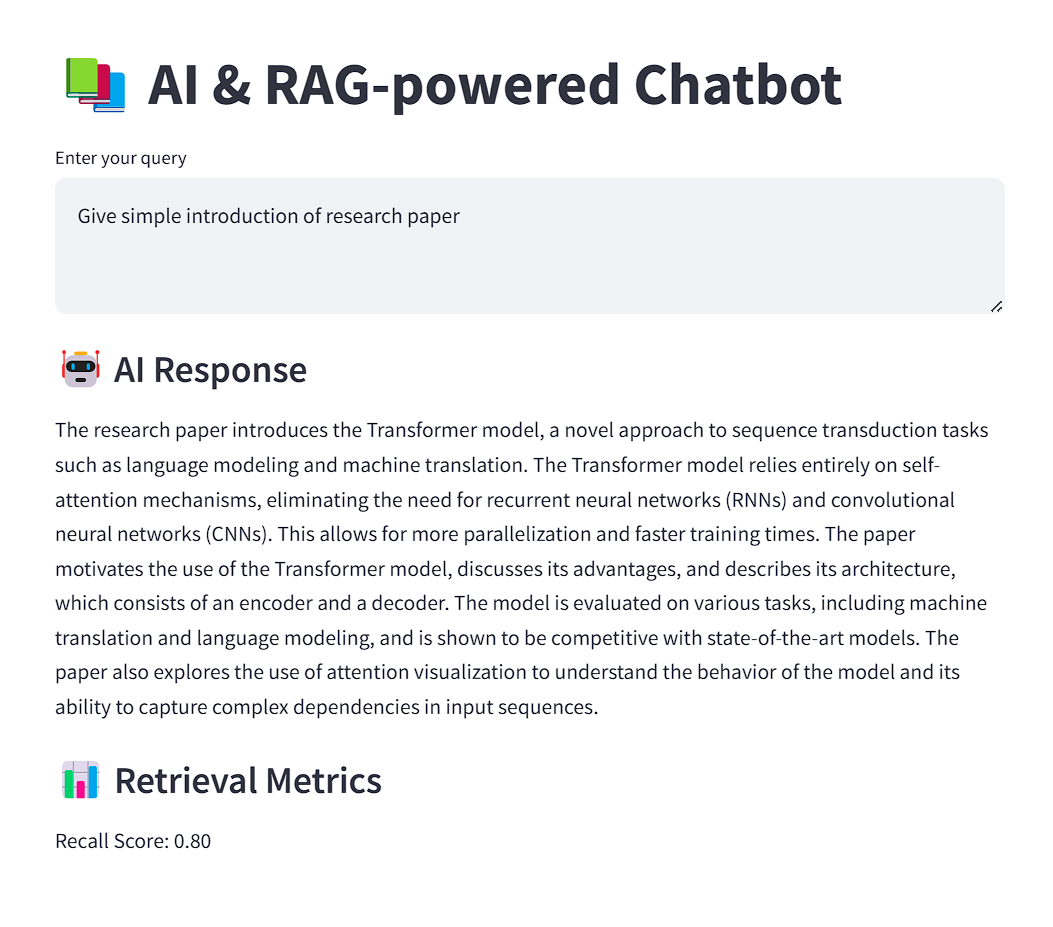 AI & RAG-powered Chatbot
Enter your query
Give simple introduction of research paper
AI Response
The research paper introduces the Transformer model, a novel approach to sequence transduction tasks
such as language modeling and machine translation. The Transformer model relies entirely on self-
attention mechanisms, eliminating the need for recurrent neural networks (RNNs) and convolutional
neural networks (CNNs). This allows for more parallelization and faster training times. The paper
motivates the use of the Transformer model, discusses its advantages, and describes its architecture,
which consists of an encoder and a decoder. The model is evaluated on various tasks, including machine
translation and language modeling, and is shown to be competitive with state-of-the-art models. The
paper also explores the use of attention visualization to understand the behavior of the model and its
ability to capture complex dependencies in input sequences.
Retrieval Metrics
Recall Score: 0.80